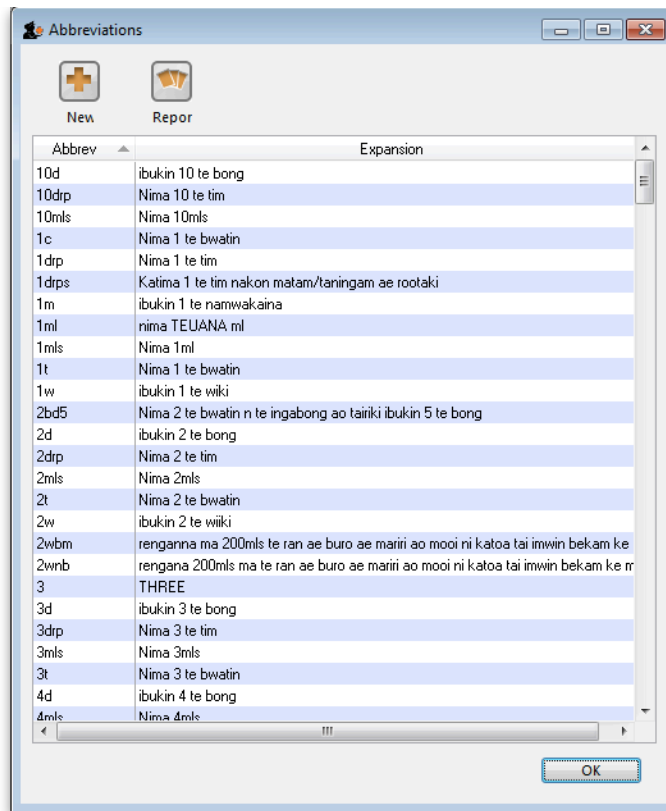 Abbreviations
New
Repor
Abbrev Expansion
10d ibukin 10 te bong
10drp Nima 10 te tim
10mls Nima 10mls
1c Nima 1 te bwatin
1drp Nima 1 te tim
1drps Katima 1 te tim nakon matam/taningam ae rootaki
1m ibukin 1 te namwakaina
1ml nima TEUANA ml
1mls Nima 1ml
1t Nima 1 te bwatin
1w ibukin 1 te wiki
2bd5 Nima 2 te bwatin n te ingabong ao tairiki ibukin 5 te bong
2d ibukin 2 te bong
2drp Nima 2 te tim
2mls Nima 2mls
2t Nima 2 te bwatin
2w ibukin 2 te wiiki
2wbm renganna ma 200mls te ran ae buro ae mariri ao mooi ni katoa tai imwin bekam ke
2wnb rengana 200mls ma te ran ae buro ae mariri ao mooi ni katoa tai imwin bekam ke
3 THREE
3d ibukin 3 te bong
3drp Nima 3 te tim
3mls Nima 3mls
3t Nima 3 te bwatin
4d ibukin 4 te bong
4mls Nima 4mls
OK